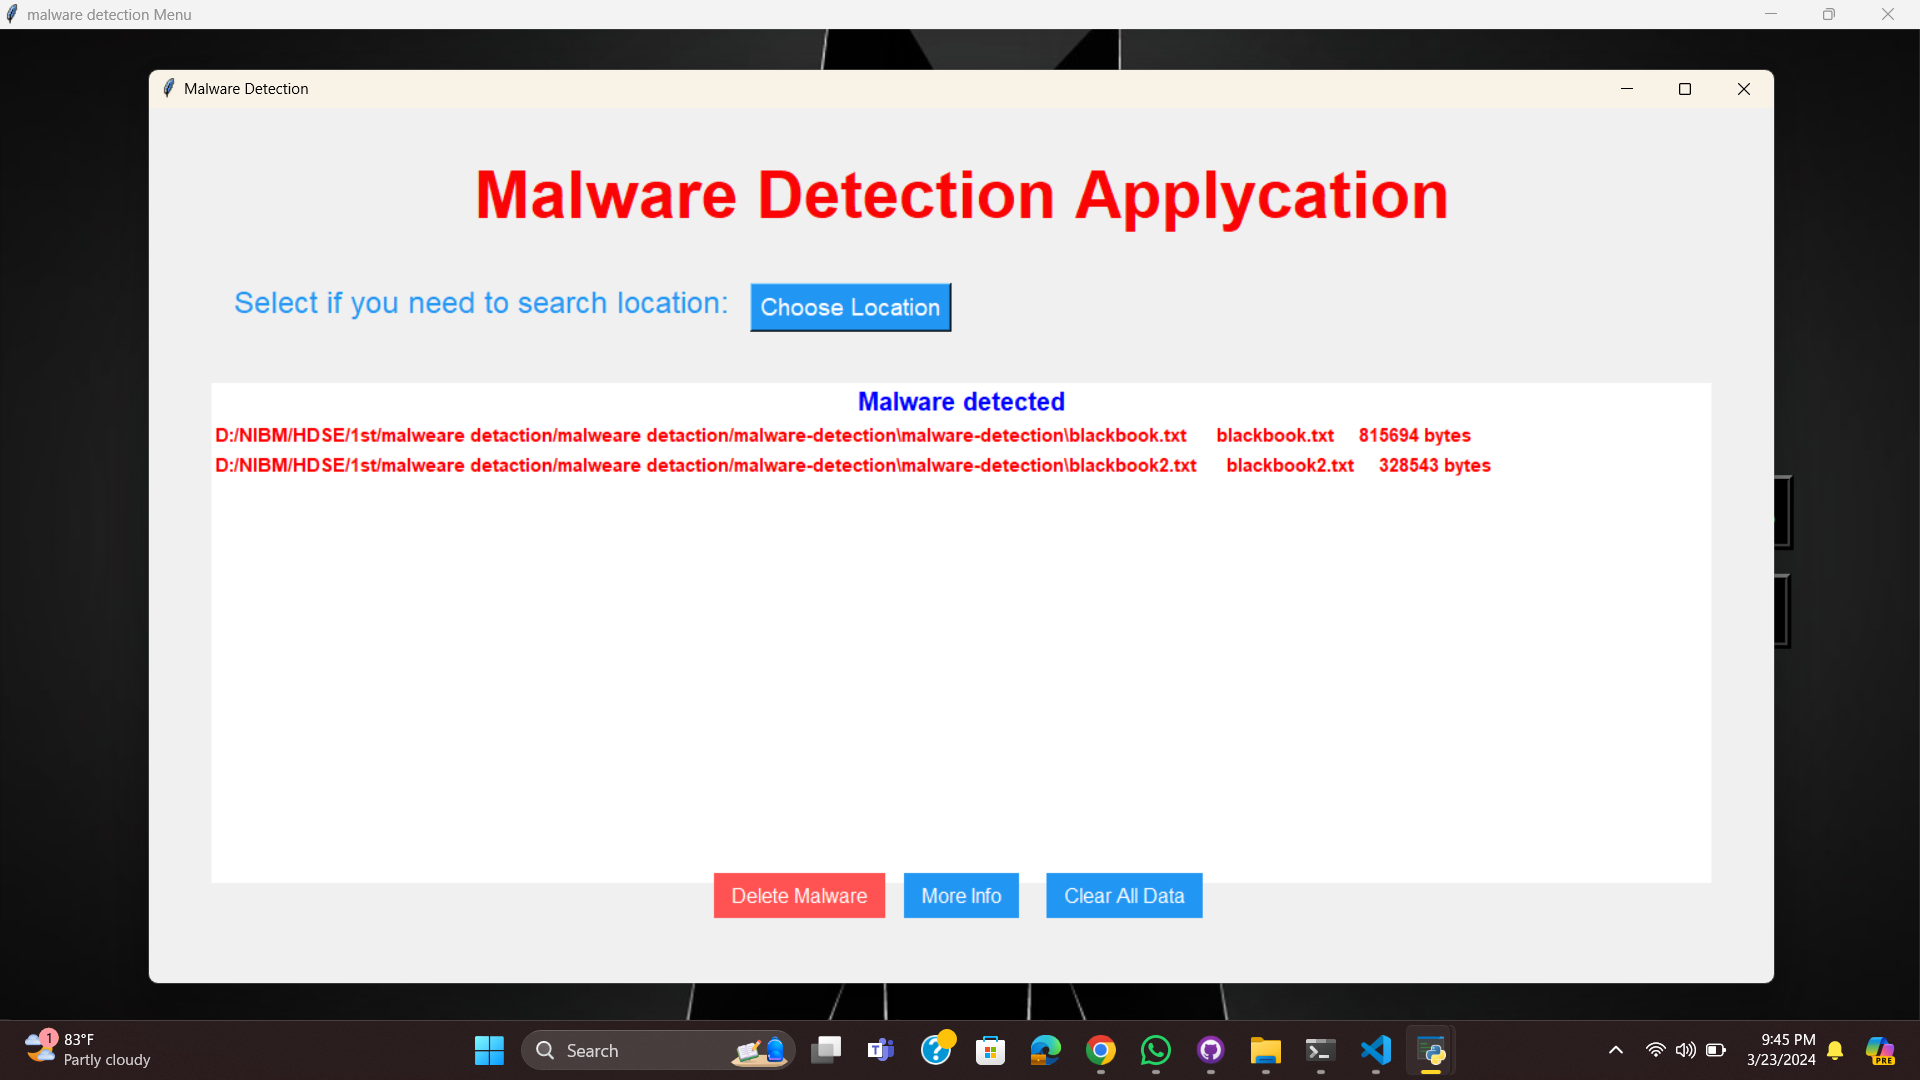 malware detection Menu
Malware Detection
Malware Detection Applycation
Select if you need to search location: Choose Location
Malware detected
D:/NIBM/HDSE/1st/malweare detaction/malweare detaction/malware-detection\malware-detection\blackbook.txt blackbook.txt 815694 bytes
D:/NIBM/HDSE/1st/malweare detaction/malweare detaction/malware-detection\malware-detection\blackbook2.txt blackbook2.txt 328543 bytes
Delete Malware More Info Clear All Data
1 83°F
Partly cloudy
Search
9:45 PM
3/23/2024
PRE